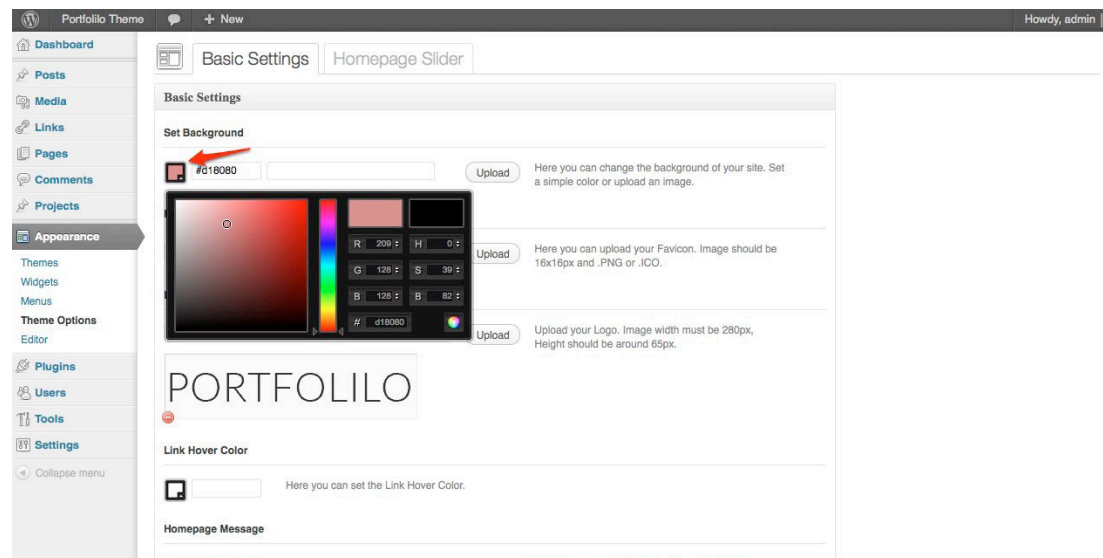 Portfolilo Theme + New Howdy, admin
Dashboard
Posts
Media
Links
Pages
Comments
Projects
Appearance
Themes
Widgets
Menus
Theme Options
Editor
Plugins
Users
Tools
Settings
Collapse menu
Basic Settings Homepage Slider
Basic Settings
Set Background
#d18080 Upload
Here you can change the background of your site. Set
a simple color or upload an image.
R 209 H 0
G 128 S 39
B 128 B 82
# d18080
Upload
Here you can upload your Favicon. Image should be
16x16px and .PNG or .ICO.
Upload
Upload your Logo. Image width must be 280px,
Height should be around 65px.
PORTFOLILO
Link Hover Color
Here you can set the Link Hover Color.
Homepage Message